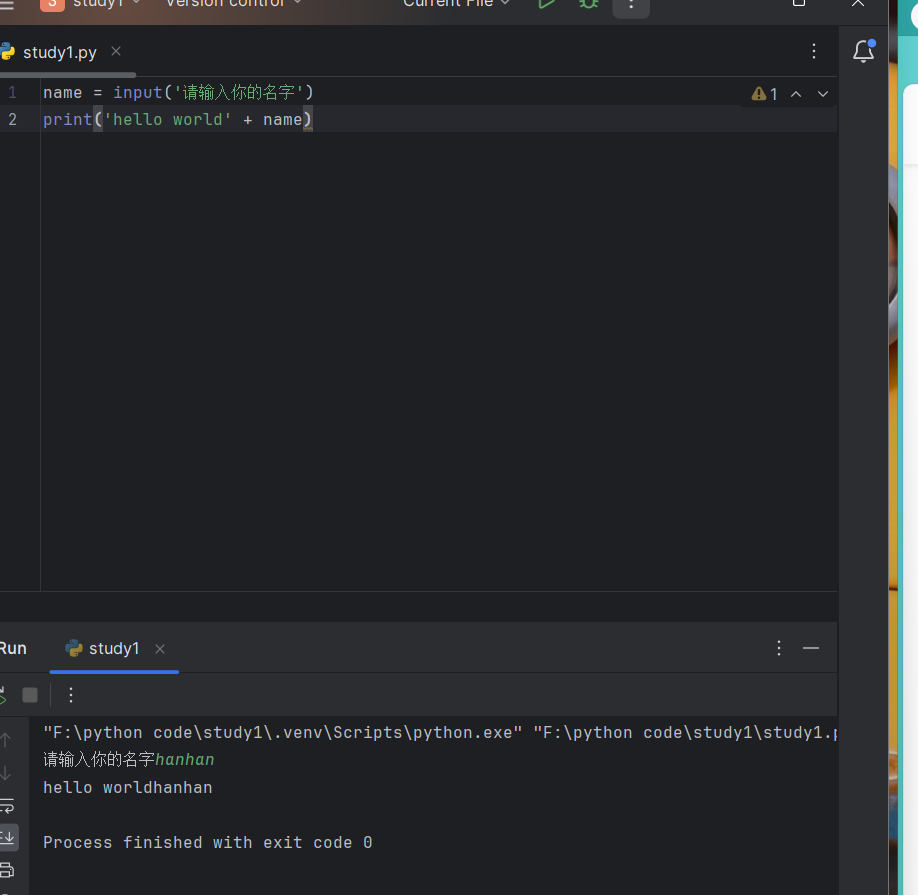 S study1 Version control Current File
study1.py
1 name = input('请输入你的名字') 1
2 print('hello world' + name)
Run study1
"F:\python code\study1\.venv\Scripts\python.exe" "F:\python code\study1\study1.p
请输入你的名字hanhan
hello worldhanhan
Process finished with exit code 0